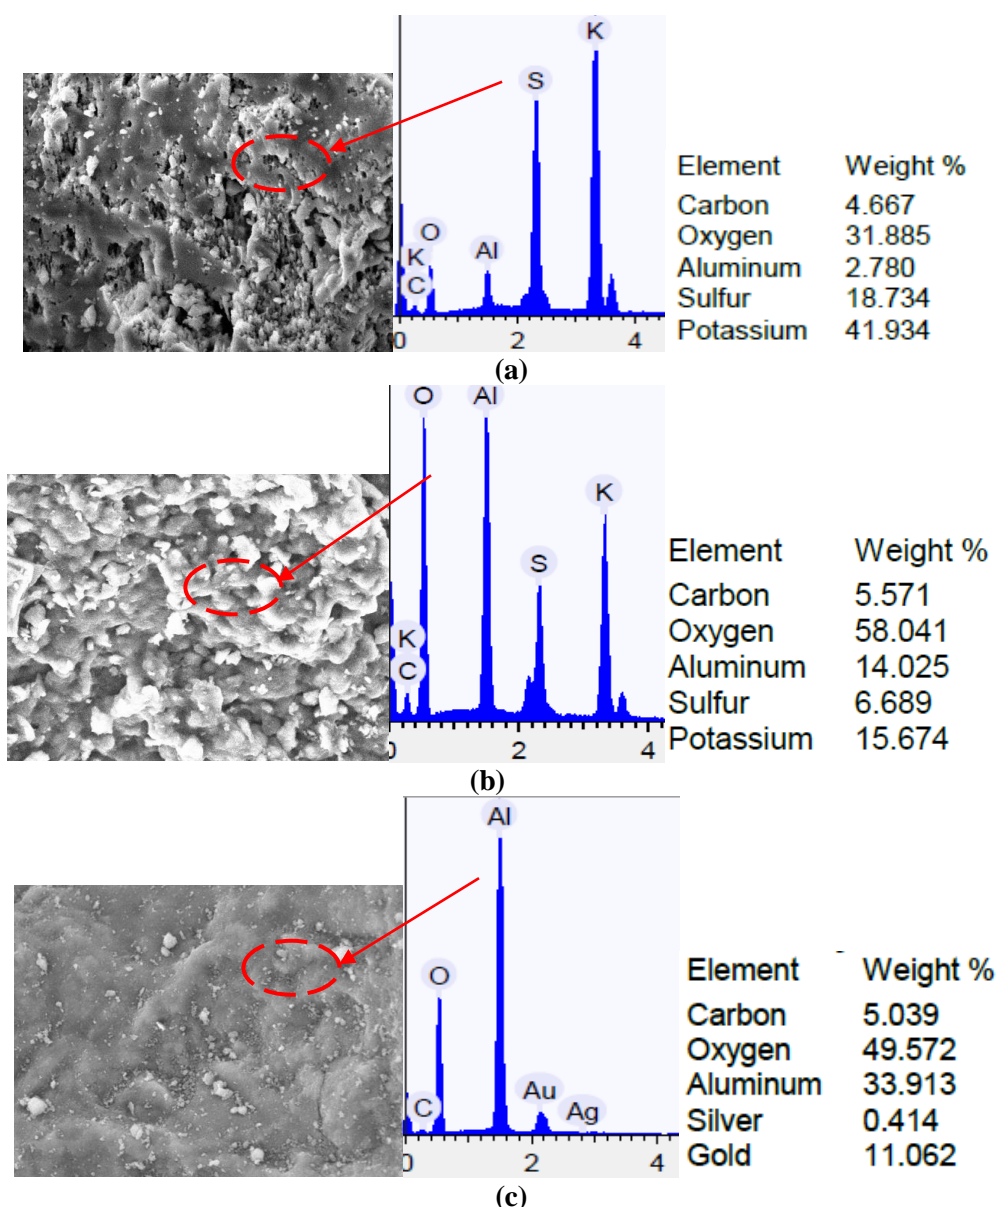 K
S
O
K
C
Al
0 2 4
Element Weight %
Carbon 4.667
Oxygen 31.885
Aluminum 2.780
Sulfur 18.734
Potassium 41.934
(a)
O Al
K
S
K
C
0 2 4
Element Weight %
Carbon 5.571
Oxygen 58.041
Aluminum 14.025
Sulfur 6.689
Potassium 15.674
(b)
Al
O
C
Au
Ag
0 2 4
Element Weight %
Carbon 5.039
Oxygen 49.572
Aluminum 33.913
Silver 0.414
Gold 11.062
(c)